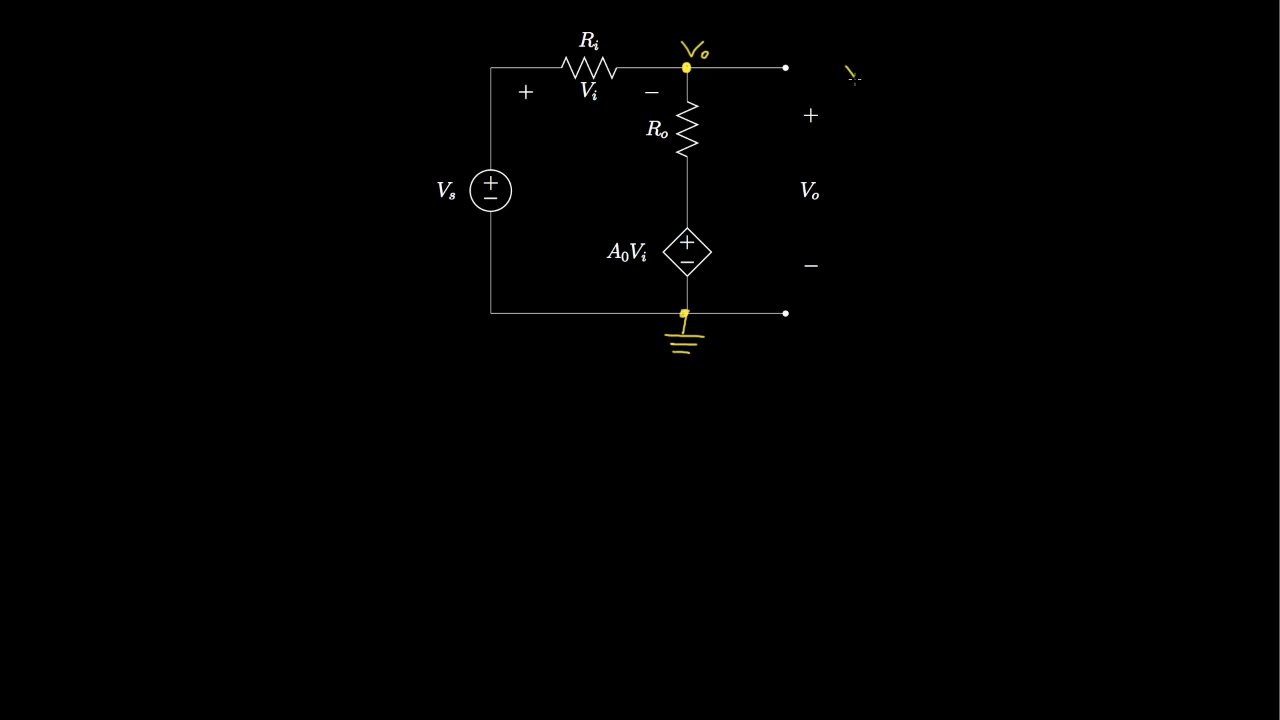 Rᵢ
Vₒ
+ Vᵢ −
+
Rₒ
Vₛ + −
Vₒ
A₀Vᵢ + −
−